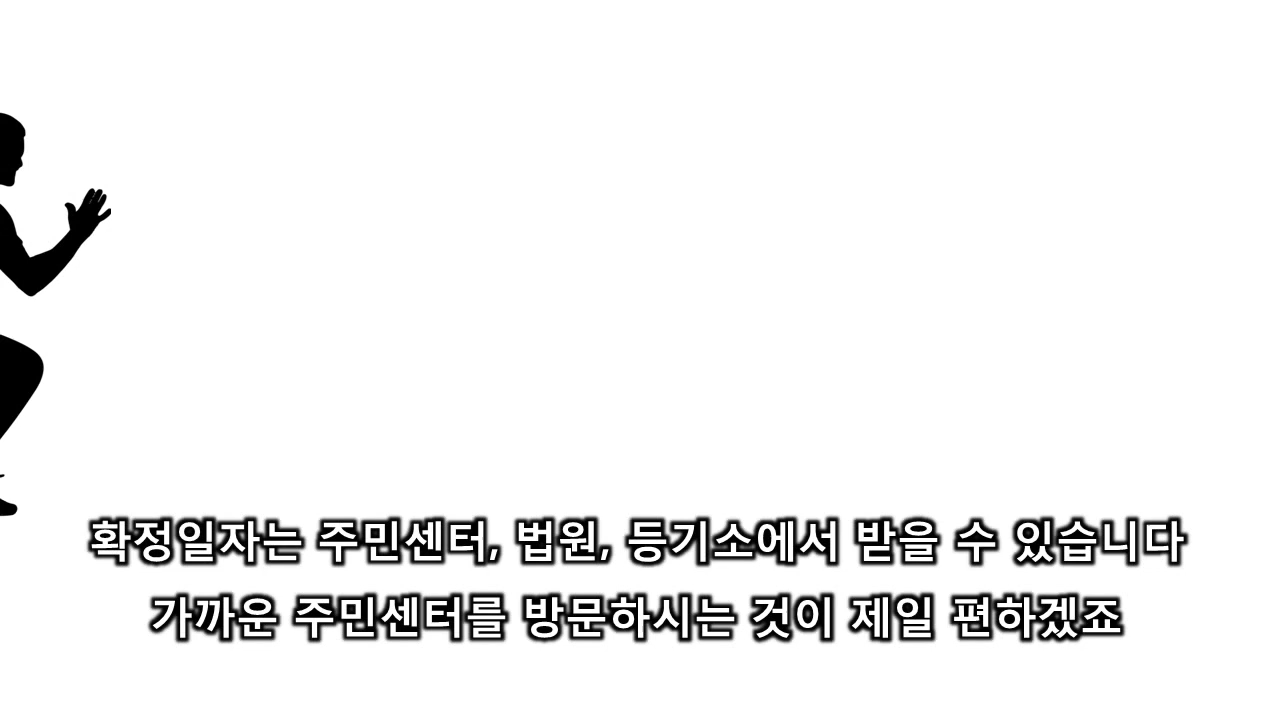 확정일자는 주민센터, 법원, 등기소에서 받을 수 있습니다
가까운 주민센터를 방문하시는 것이 제일 편하겠죠